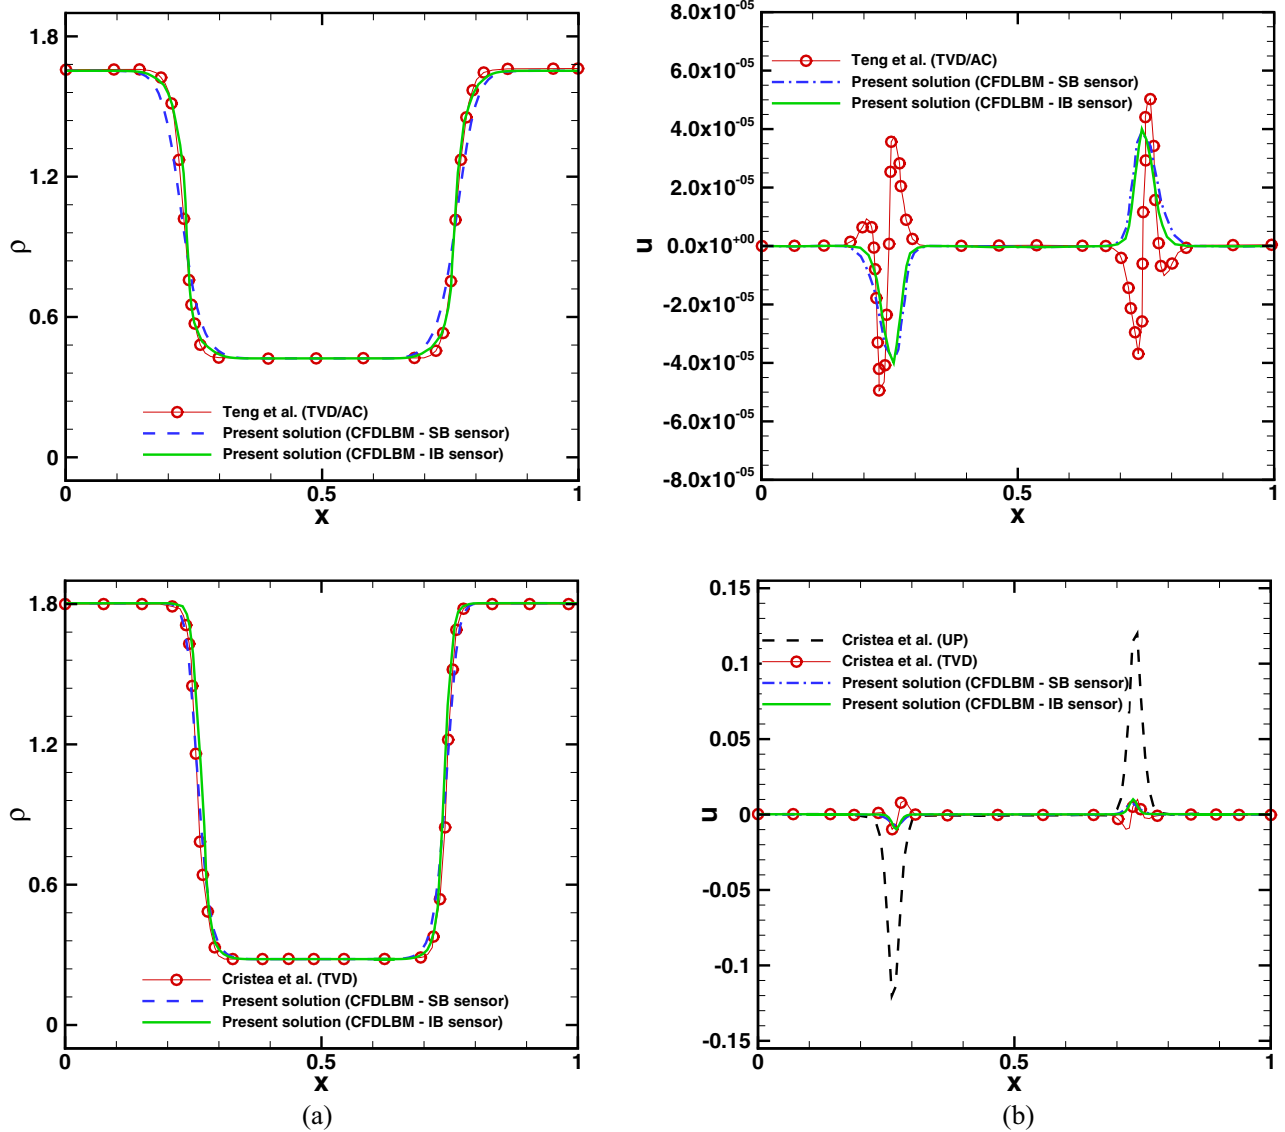 1.8
1.2
0.6
0
ρ
0
0.5
1
x
Teng et al. (TVD/AC)
Present solution (CFDLBM - SB sensor)
Present solution (CFDLBM - IB sensor)
8.0x10-05
6.0x10-05
4.0x10-05
2.0x10-05
0.0x10+00
-2.0x10-05
-4.0x10-05
-6.0x10-05
-8.0x10-05
u
0
0.5
1
x
Teng et al. (TVD/AC)
Present solution (CFDLBM - SB sensor)
Present solution (CFDLBM - IB sensor)
1.8
1.2
0.6
0
ρ
0
0.5
1
x
Cristea et al. (TVD)
Present solution (CFDLBM - SB sensor)
Present solution (CFDLBM - IB sensor)
(a)
0.15
0.1
0.05
0
-0.05
-0.1
-0.15
u
0
0.5
1
x
Cristea et al. (UP)
Cristea et al. (TVD)
Present solution (CFDLBM - SB sensor)
Present solution (CFDLBM - IB sensor)
(b)